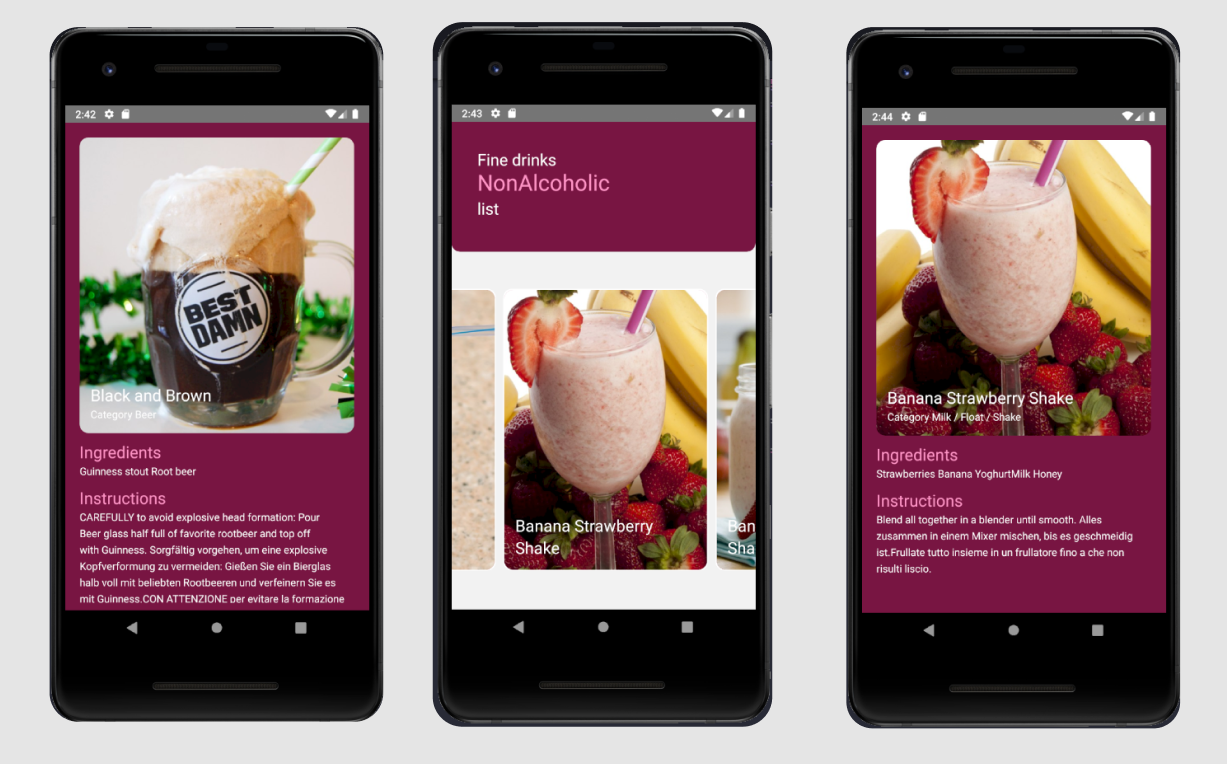 2:42
BEST
DAMN
Black and Brown
Category Beer
Ingredients
Guinness stout Root beer
Instructions
CAREFULLY to avoid explosive head formation: Pour
Beer glass half full of favorite rootbeer and top off
with Guinness. Sorgfältig vorgehen, um eine explosive
Kopfverformung zu vermeiden: Gießen Sie ein Bierglas
halb voll mit beliebten Rootbeeren und verfeinern Sie es
mit Guinness.CON ATTENZIONE per evitare la formazione
2:43
Fine drinks
NonAlcoholic
list
Banana Strawberry
Shake
Ban
Sha
2:44
Banana Strawberry Shake
Category Milk / Float / Shake
Ingredients
Strawberries Banana YoghurtMilk Honey
Instructions
Blend all together in a blender until smooth. Alles
zusammen in einem Mixer mischen, bis es geschmeidig
ist.Frullate tutto insieme in un frullatore fino a che non
risulti liscio.